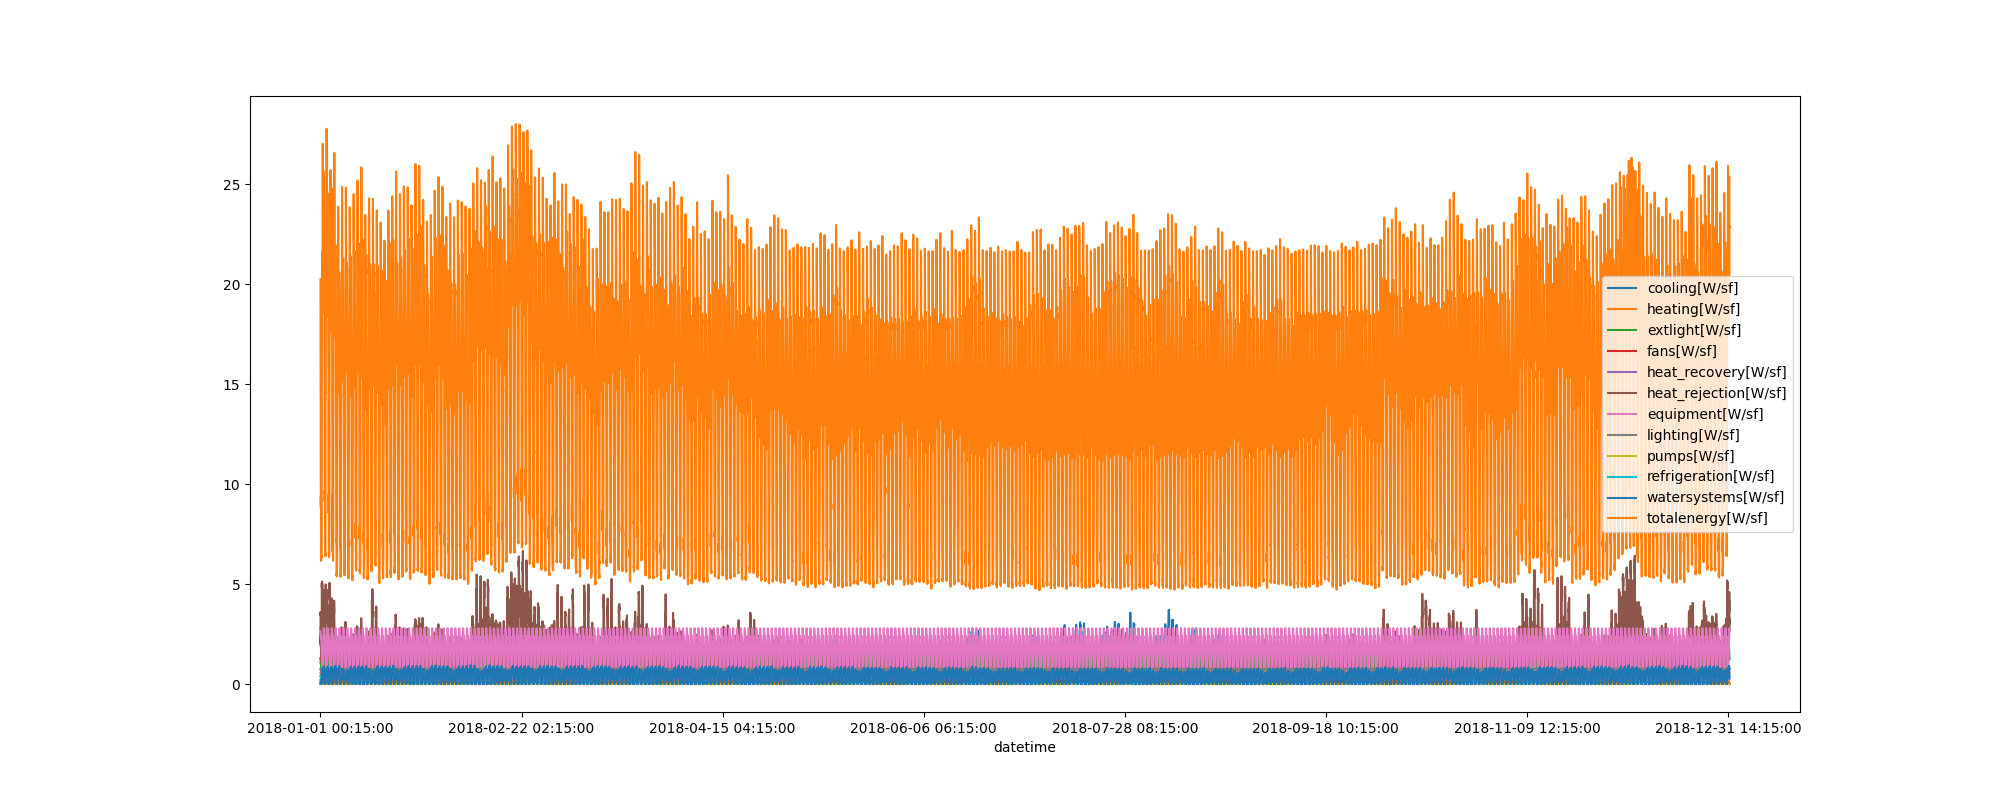 25
20
15
10
5
0
cooling[W/sf]
heating[W/sf]
extlight[W/sf]
fans[W/sf]
heat_recovery[W/sf]
heat_rejection[W/sf]
equipment[W/sf]
lighting[W/sf]
pumps[W/sf]
refrigeration[W/sf]
watersystems[W/sf]
totalenergy[W/sf]
2018-01-01 00:15:00 2018-02-22 02:15:00 2018-04-15 04:15:00 2018-06-06 06:15:00 2018-07-28 08:15:00 2018-09-18 10:15:00 2018-11-09 12:15:00 2018-12-31 14:15:00
datetime